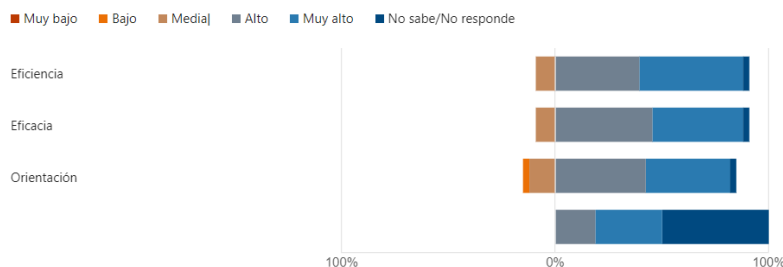 Muy bajo Bajo Media| Alto Muy alto No sabe/No responde
Eficiencia
Eficacia
Orientación
100% 0% 100%